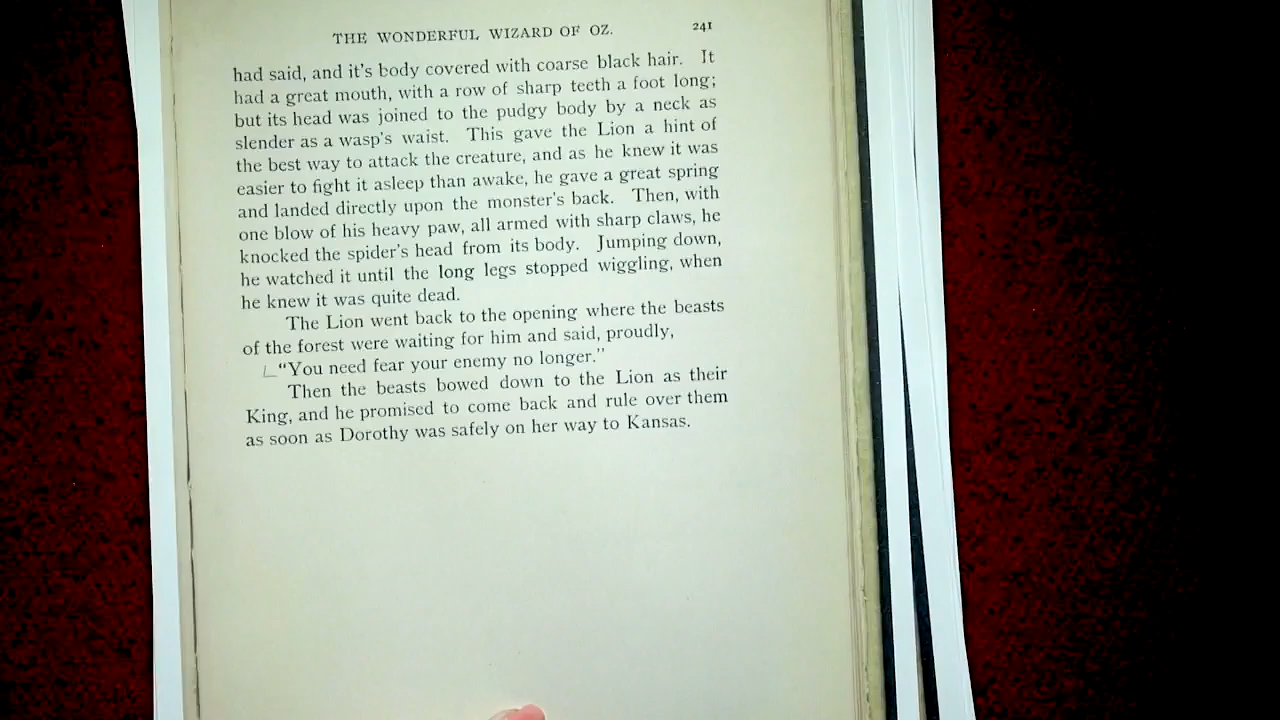 THE WONDERFUL WIZARD OF OZ. 241
had said, and it's body covered with coarse black hair. It
had a great mouth, with a row of sharp teeth a foot long;
but its head was joined to the pudgy body by a neck as
slender as a wasp's waist. This gave the Lion a hint of
the best way to attack the creature, and as he knew it was
easier to fight it asleep than awake, he gave a great spring
and landed directly upon the monster's back. Then, with
one blow of his heavy paw, all armed with sharp claws, he
knocked the spider's head from its body. Jumping down,
he watched it until the long legs stopped wiggling, when
he knew it was quite dead.
The Lion went back to the opening where the beasts
of the forest were waiting for him and said, proudly,
"You need fear your enemy no longer."
Then the beasts bowed down to the Lion as their
King, and he promised to come back and rule over them
as soon as Dorothy was safely on her way to Kansas.